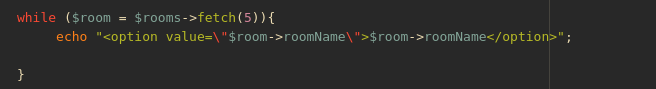 while ($room = $rooms->fetch(5)){
echo "<option value=\"$room->roomName\">$room->roomName</option>";
}